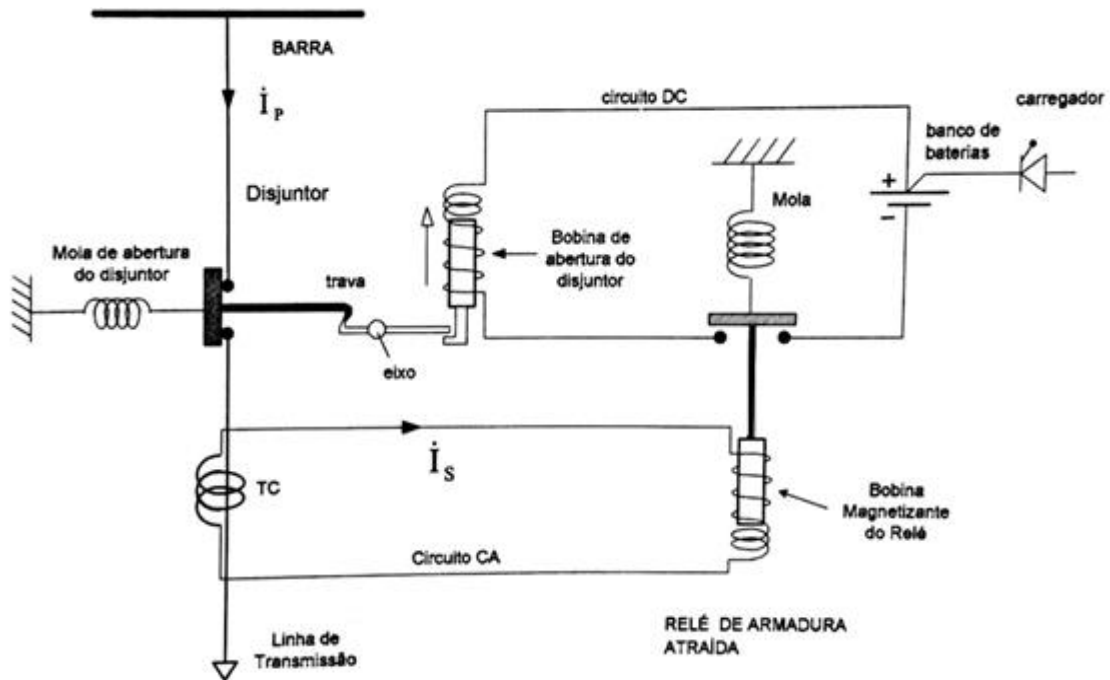 BARRA
İP
circuito DC
carregador
banco de
baterias
+
−
Disjuntor
Mola
Mola de abertura
do disjuntor
trava
Bobina de
abertura do
disjuntor
eixo
İS
TC
Bobina
Magnetizante
do Relé
Circuito CA
RELÉ DE ARMADURA
ATRAÍDA
Linha de
Transmissão